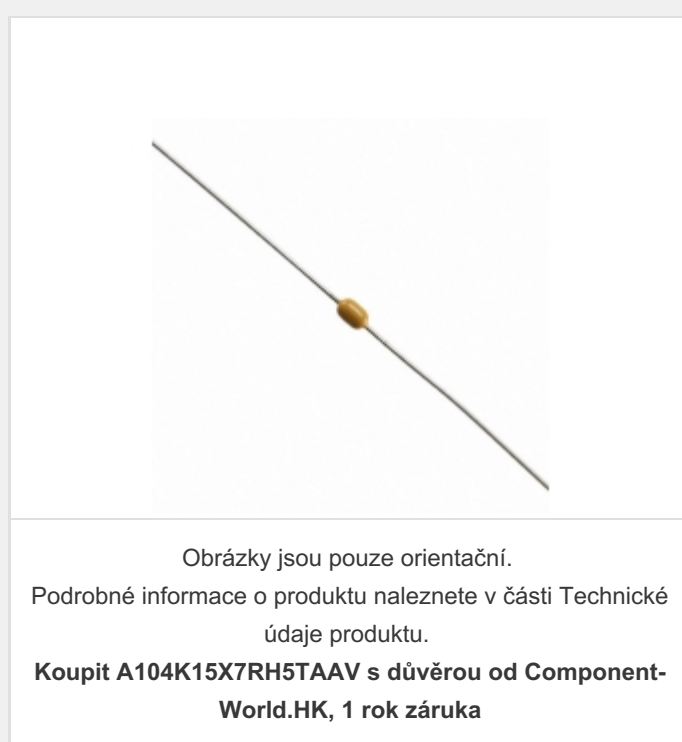 Obrázky jsou pouze orientační.
Podrobné informace o produktu naleznete v části Technické
údaje produktu.
Koupit A104K15X7RH5TAAV s důvěrou od Component-
World.HK, 1 rok záruka